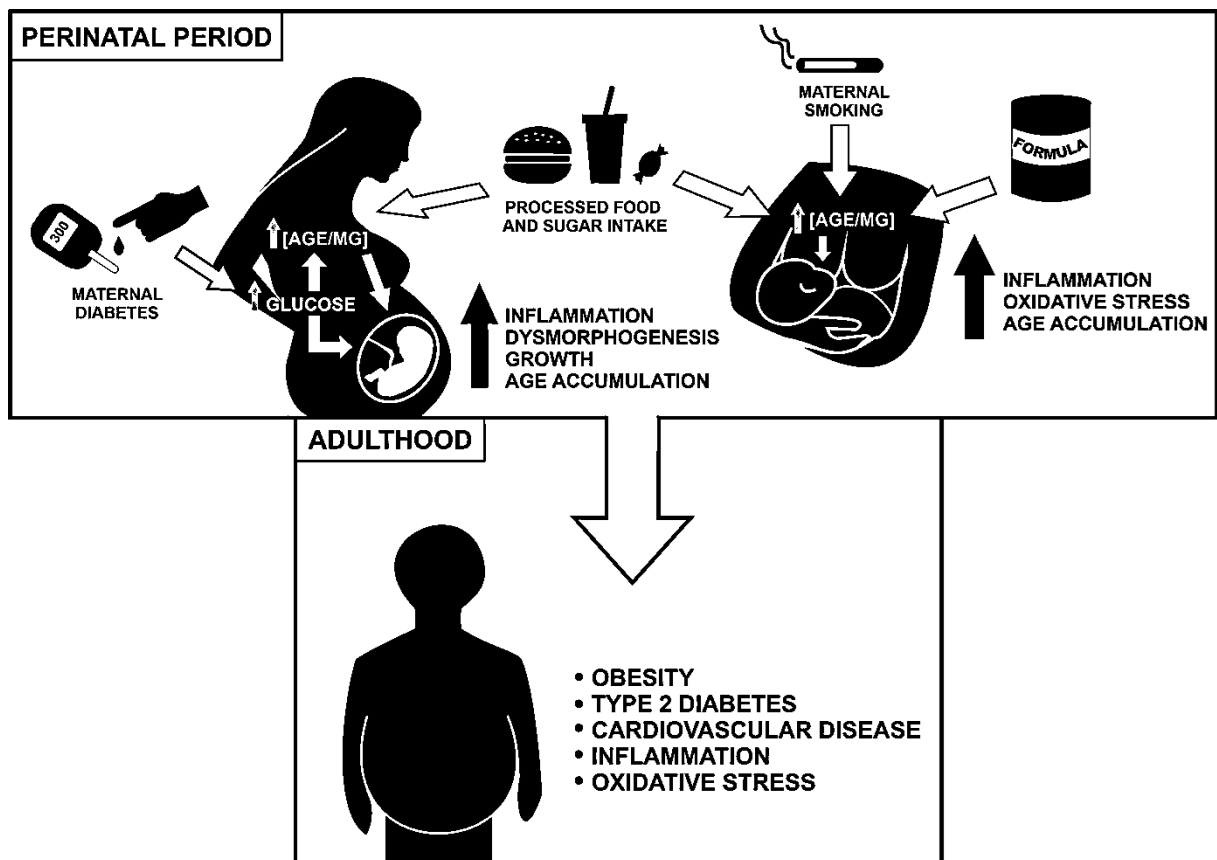 PERINATAL PERIOD
MATERNAL
SMOKING
FORMULA
300
[AGE/MG]
GLUCOSE
MATERNAL
DIABETES
PROCESSED FOOD
AND SUGAR INTAKE
[AGE/MG]
INFLAMMATION
DYSMORPHOGENESIS
GROWTH
AGE ACCUMULATION
INFLAMMATION
OXIDATIVE STRESS
AGE ACCUMULATION
ADULTHOOD
• OBESITY
• TYPE 2 DIABETES
• CARDIOVASCULAR DISEASE
• INFLAMMATION
• OXIDATIVE STRESS